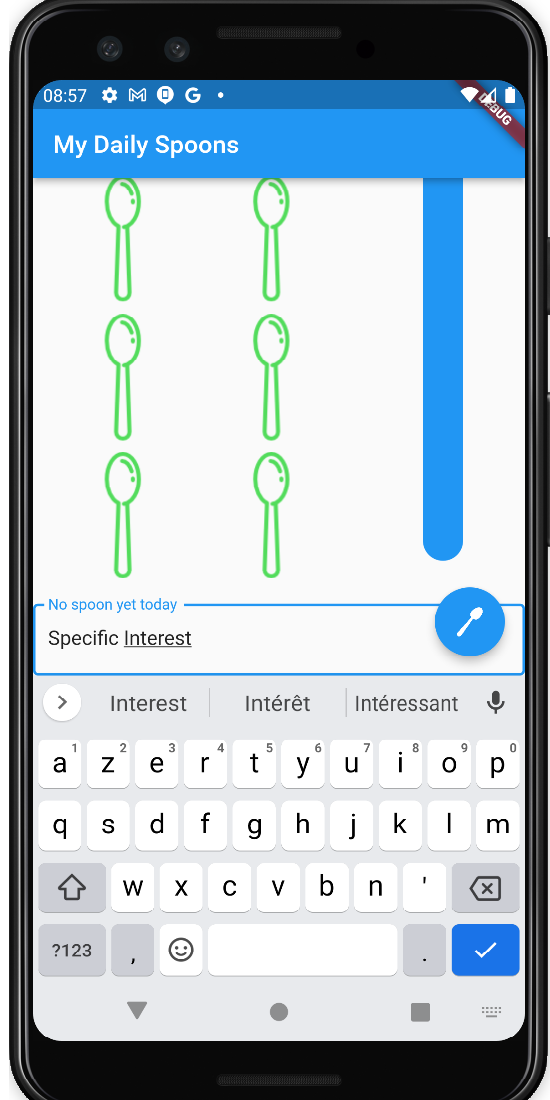 08:57
DEBUG
My Daily Spoons
No spoon yet today
Specific Interest
Interest Intérêt Intéressant
a1 z2 e3 r4 t5 y6 u7 i8 o9 p0
q s d f g h j k l m
w x c v b n '
?123 , .